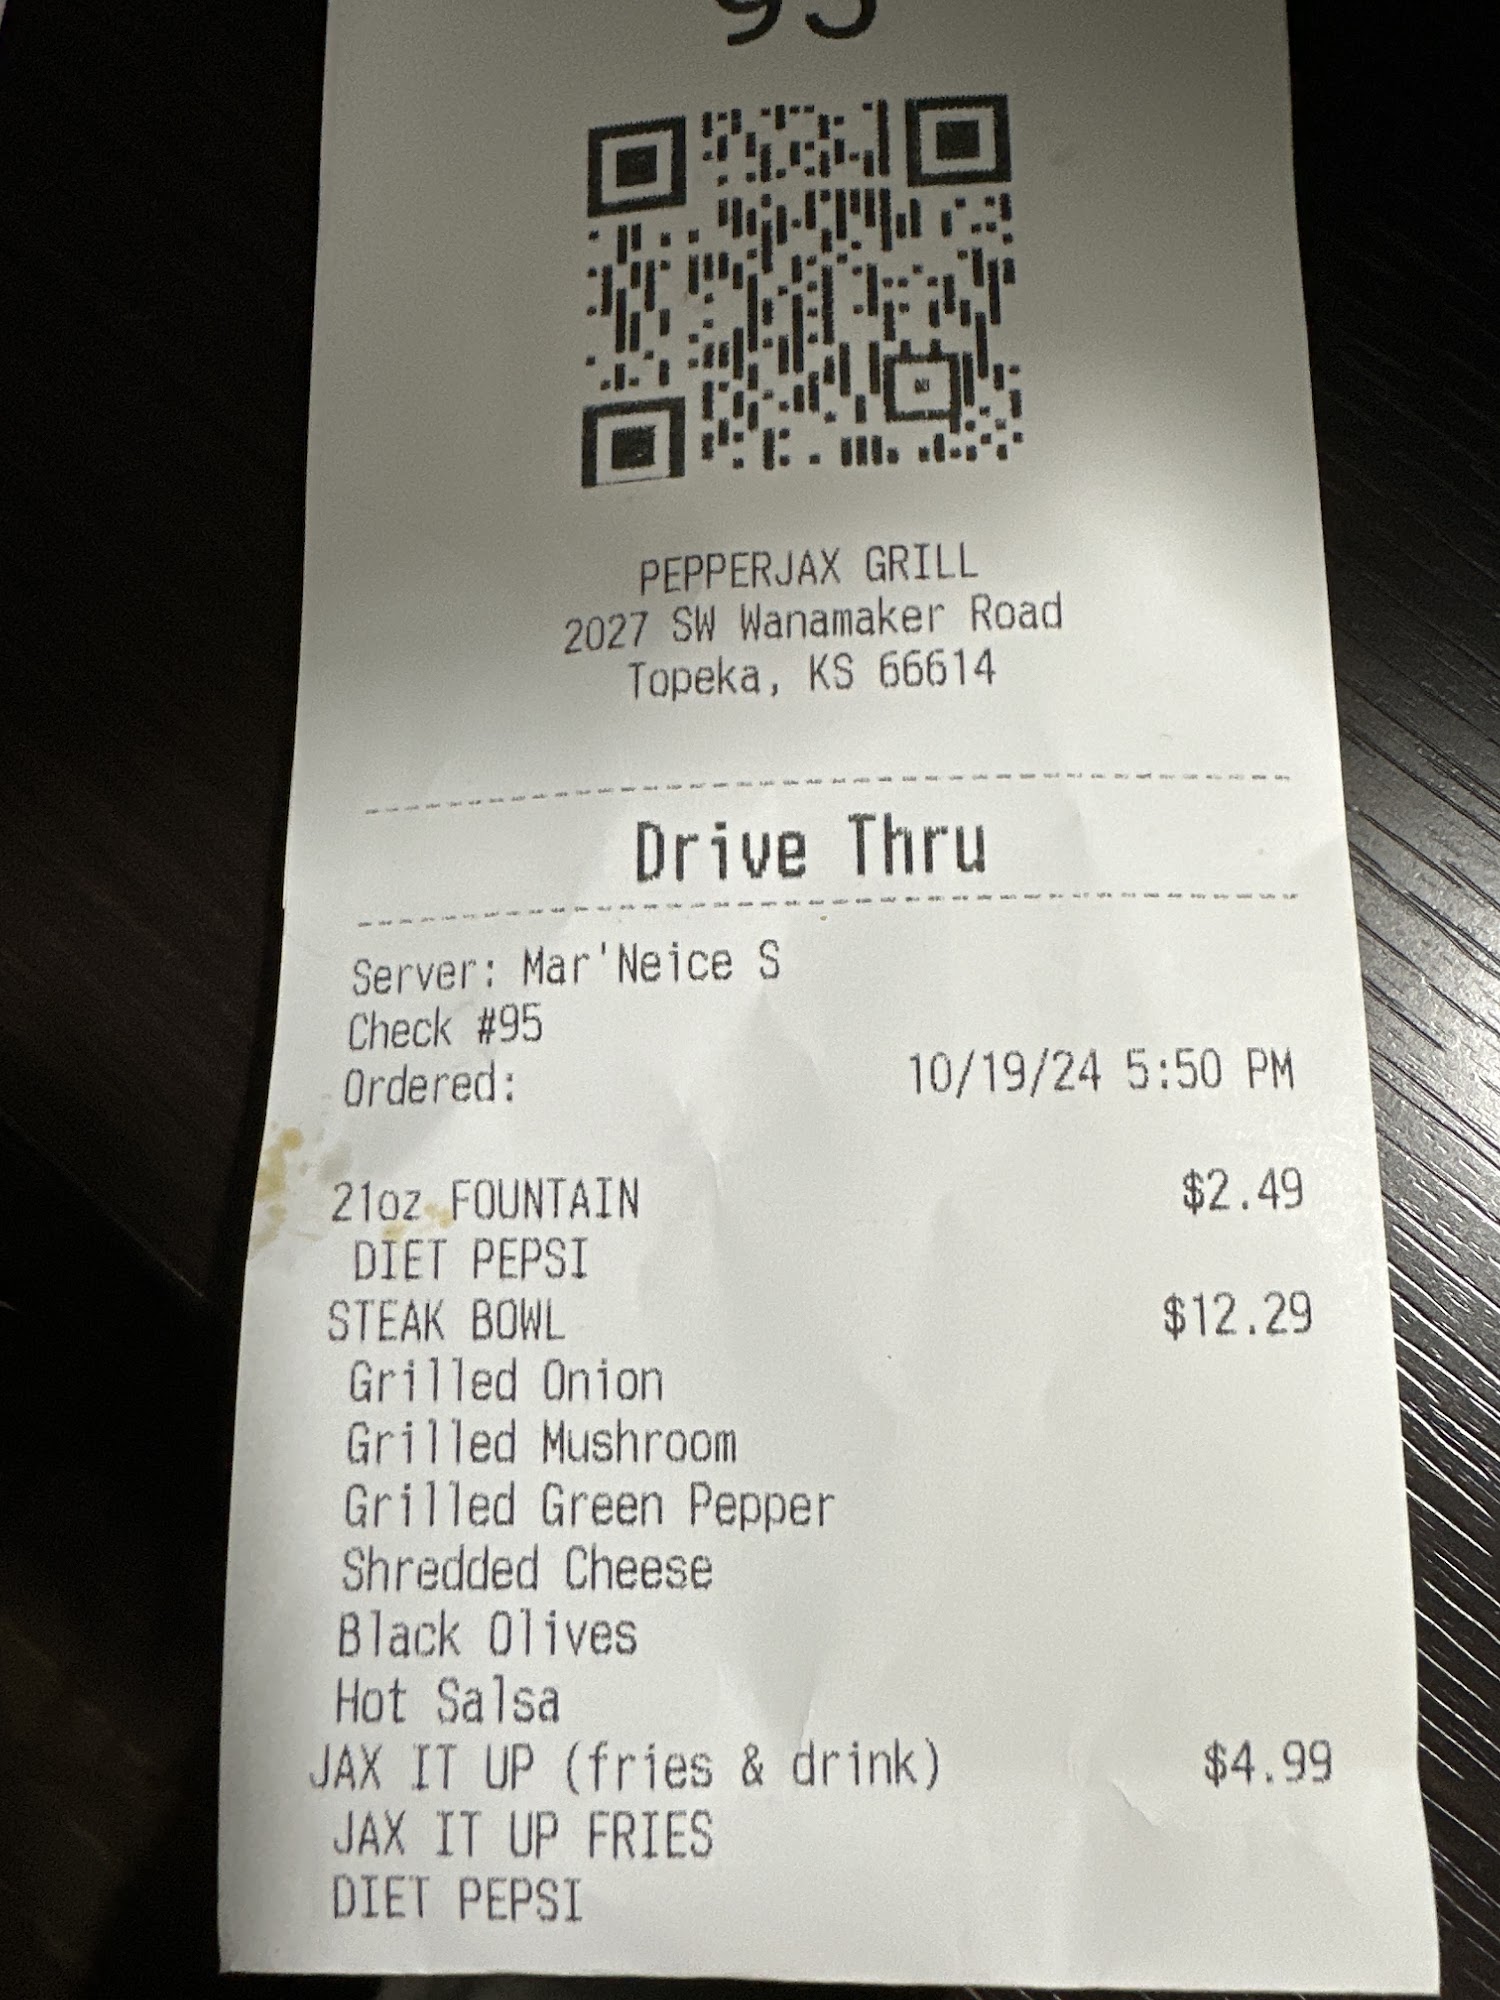 95
PEPPERJAX GRILL
2027 SW Wanamaker Road
Topeka, KS 66614
Drive Thru
Server: Mar'Neice S
Check #95
Ordered: 10/19/24 5:50 PM
21oz FOUNTAIN $2.49
DIET PEPSI
STEAK BOWL $12.29
Grilled Onion
Grilled Mushroom
Grilled Green Pepper
Shredded Cheese
Black Olives
Hot Salsa
JAX IT UP (fries & drink) $4.99
JAX IT UP FRIES
DIET PEPSI